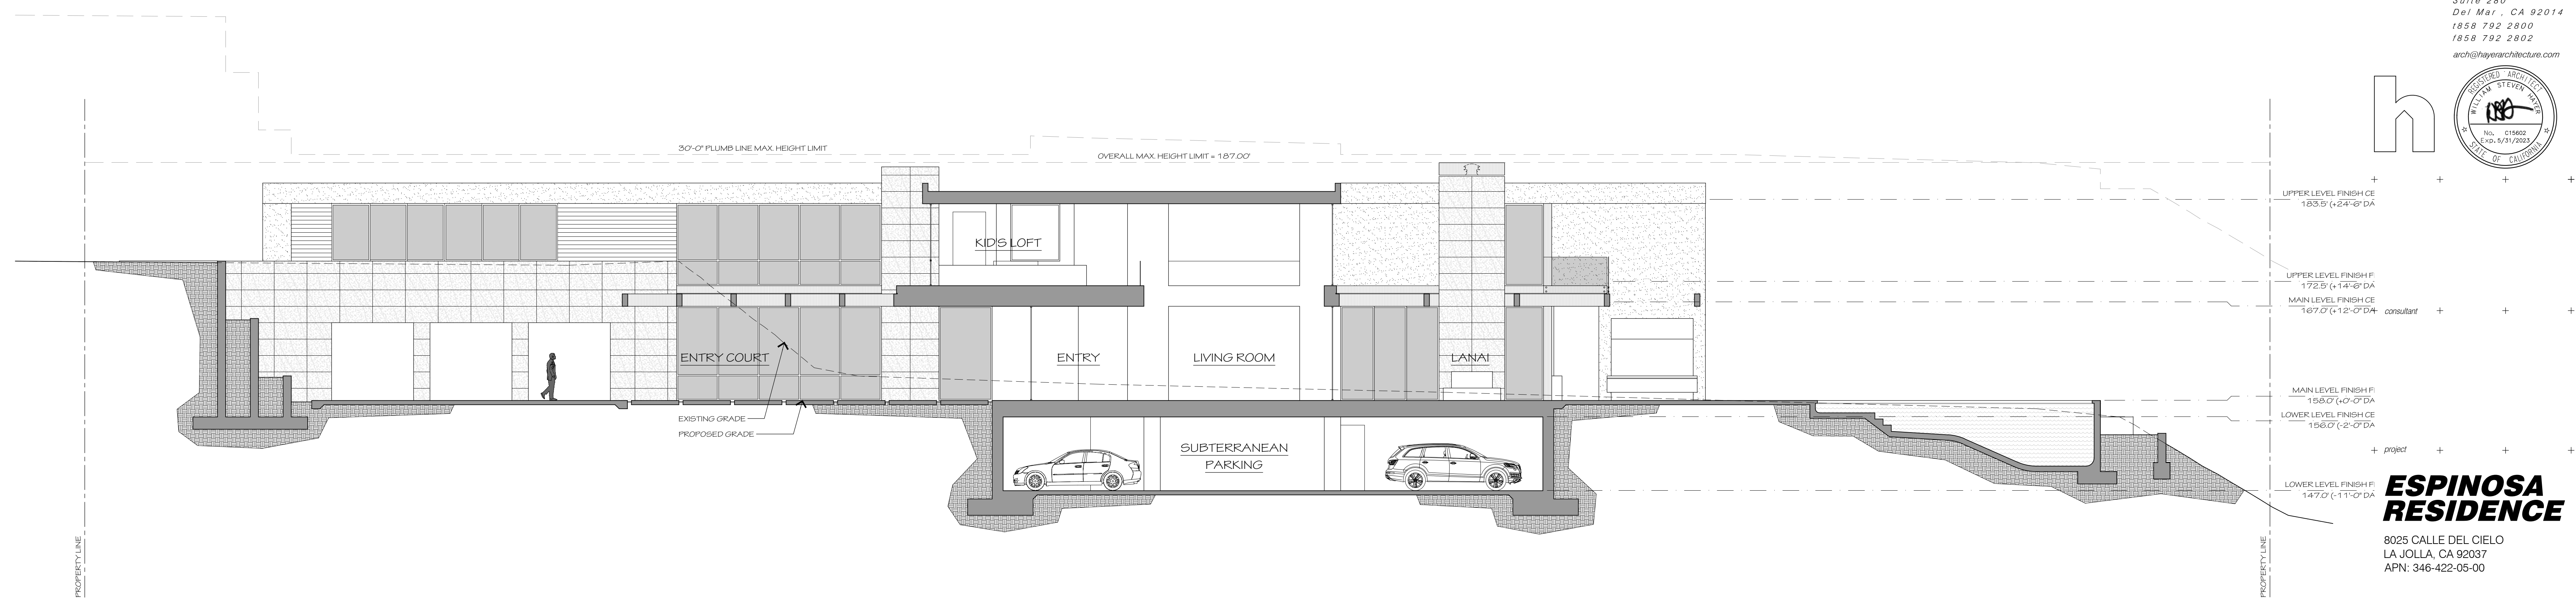 Suite 280
Del Mar , CA 92014
t858 792 2800
f858 792 2802
arch@hayerarchitecture.com
h
REGISTERED ARCHITECT
WILLIAM STEVEN HAYER
No. C15602
Exp. 5/31/2023
STATE OF CALIFORNIA
30'-0" PLUMB LINE MAX. HEIGHT LIMIT
OVERALL MAX. HEIGHT LIMIT = 187.00'
UPPER LEVEL FINISH CE
183.5' (+24'-6" DA
KID'S LOFT
UPPER LEVEL FINISH F
172.5' (+14'-6" DA
MAIN LEVEL FINISH CE
167.0' (+12'-0" DA
consultant
ENTRY COURT
ENTRY
LIVING ROOM
LANAI
MAIN LEVEL FINISH F
158.0' (+0'-0" DA
EXISTING GRADE
PROPOSED GRADE
LOWER LEVEL FINISH CE
156.0' (-2'-0" DA
SUBTERRANEAN
PARKING
project
LOWER LEVEL FINISH F
147.0' (-11'-0" DA
ESPINOSA
RESIDENCE
8025 CALLE DEL CIELO
LA JOLLA, CA 92037
APN: 346-422-05-00
PROPERTY LINE
PROPERTY LINE